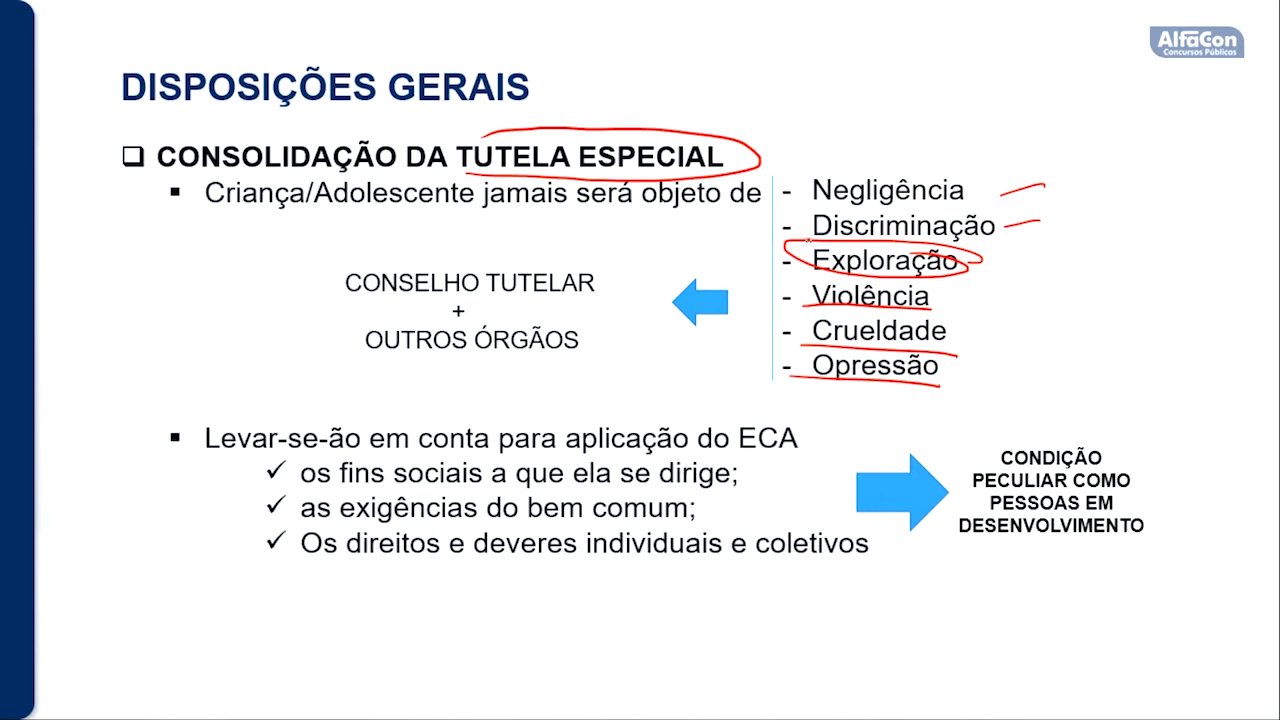 AlfaCon
Concursos Públicos
DISPOSIÇÕES GERAIS
CONSOLIDAÇÃO DA TUTELA ESPECIAL
Criança/Adolescente jamais será objeto de
- Negligência
- Discriminação
- Exploração
- Violência
- Crueldade
- Opressão
CONSELHO TUTELAR
+
OUTROS ÓRGÃOS
Levar-se-ão em conta para aplicação do ECA
os fins sociais a que ela se dirige;
as exigências do bem comum;
Os direitos e deveres individuais e coletivos
CONDIÇÃO
PECULIAR COMO
PESSOAS EM
DESENVOLVIMENTO